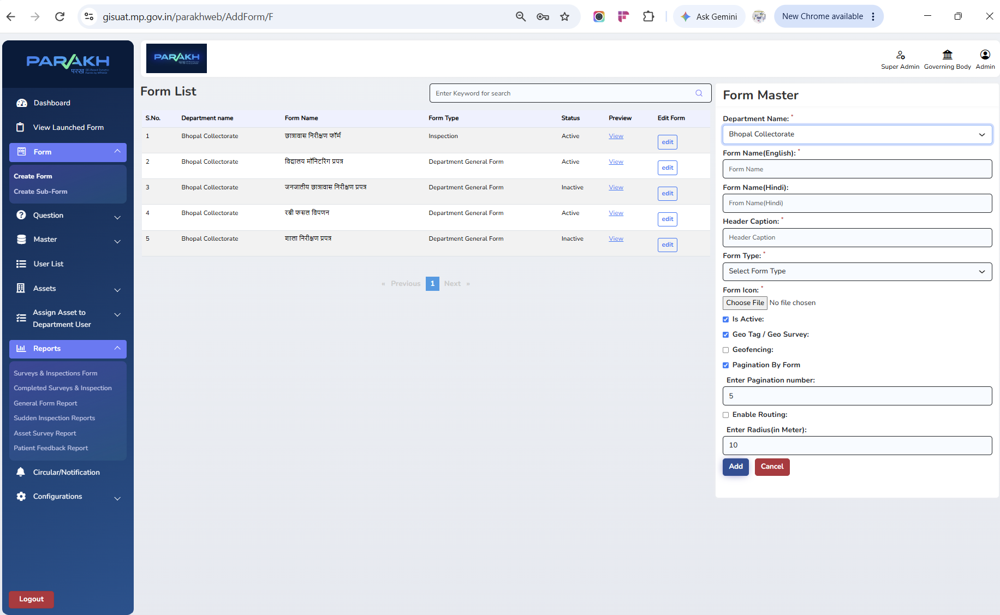 gisuat.mp.gov.in/parakhweb/AddForm/F
Ask Gemini
New Chrome available
PARAKH
परख
PARAKH
परख
Super Admin
Governing Body
Admin
Dashboard
View Launched Form
Form
Create Form
Create Sub-Form
Question
Master
User List
Assets
Assign Asset to
Department User
Reports
Surveys & Inspections Form
Completed Surveys & Inspection
General Form Report
Sudden Inspection Reports
Asset Survey Report
Patient Feedback Report
Circular/Notification
Configurations
Logout
Form List
Enter Keyword for search
S.No. Department name Form Name Form Type Status Preview Edit Form
1 Bhopal Collectorate छात्रावास निरीक्षण फॉर्म Inspection Active View edit
2 Bhopal Collectorate विद्यालय मॉनिटरिंग प्रपत्र Department General Form Active View edit
3 Bhopal Collectorate जनजातीय छात्रावास निरीक्षण प्रपत्र Department General Form Inactive View edit
4 Bhopal Collectorate रबी फसल विपणन Department General Form Active View edit
5 Bhopal Collectorate शाला निरीक्षण प्रपत्र Department General Form Inactive View edit
« Previous 1 Next »
Form Master
Department Name: *
Bhopal Collectorate
Form Name(English): *
Form Name
Form Name(Hindi):
From Name(Hindi)
Header Caption: *
Header Caption
Form Type: *
Select Form Type
Form Icon: *
Choose File No file chosen
Is Active:
Geo Tag / Geo Survey:
Geofencing:
Pagination By Form
Enter Pagination number:
5
Enable Routing:
Enter Radius(in Meter):
10
Add Cancel